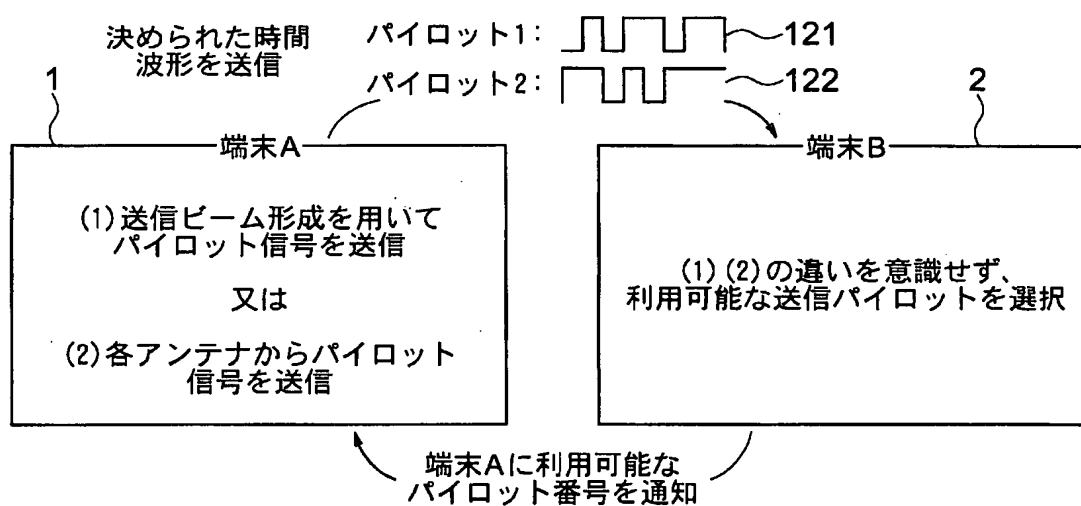 決められた時間
波形を送信
パイロット1: 121
パイロット2: 122
1
2
端末A
(1)送信ビーム形成を用いて
パイロット信号を送信
又は
(2)各アンテナからパイロット
信号を送信
端末B
(1)(2)の違いを意識せず、
利用可能な送信パイロットを選択
端末Aに利用可能な
パイロット番号を通知